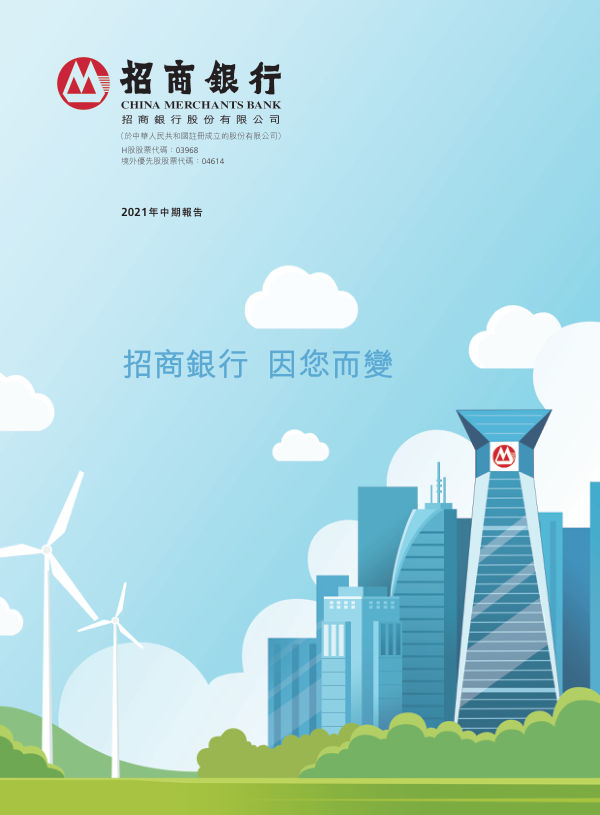 招商銀行
CHINA MERCHANTS BANK
招商銀行股份有限公司
(於中華人民共和國註冊成立的股份有限公司)
H股股票代碼：03968
境外優先股股票代碼：04614
2021年中期報告
招商銀行 因您而變